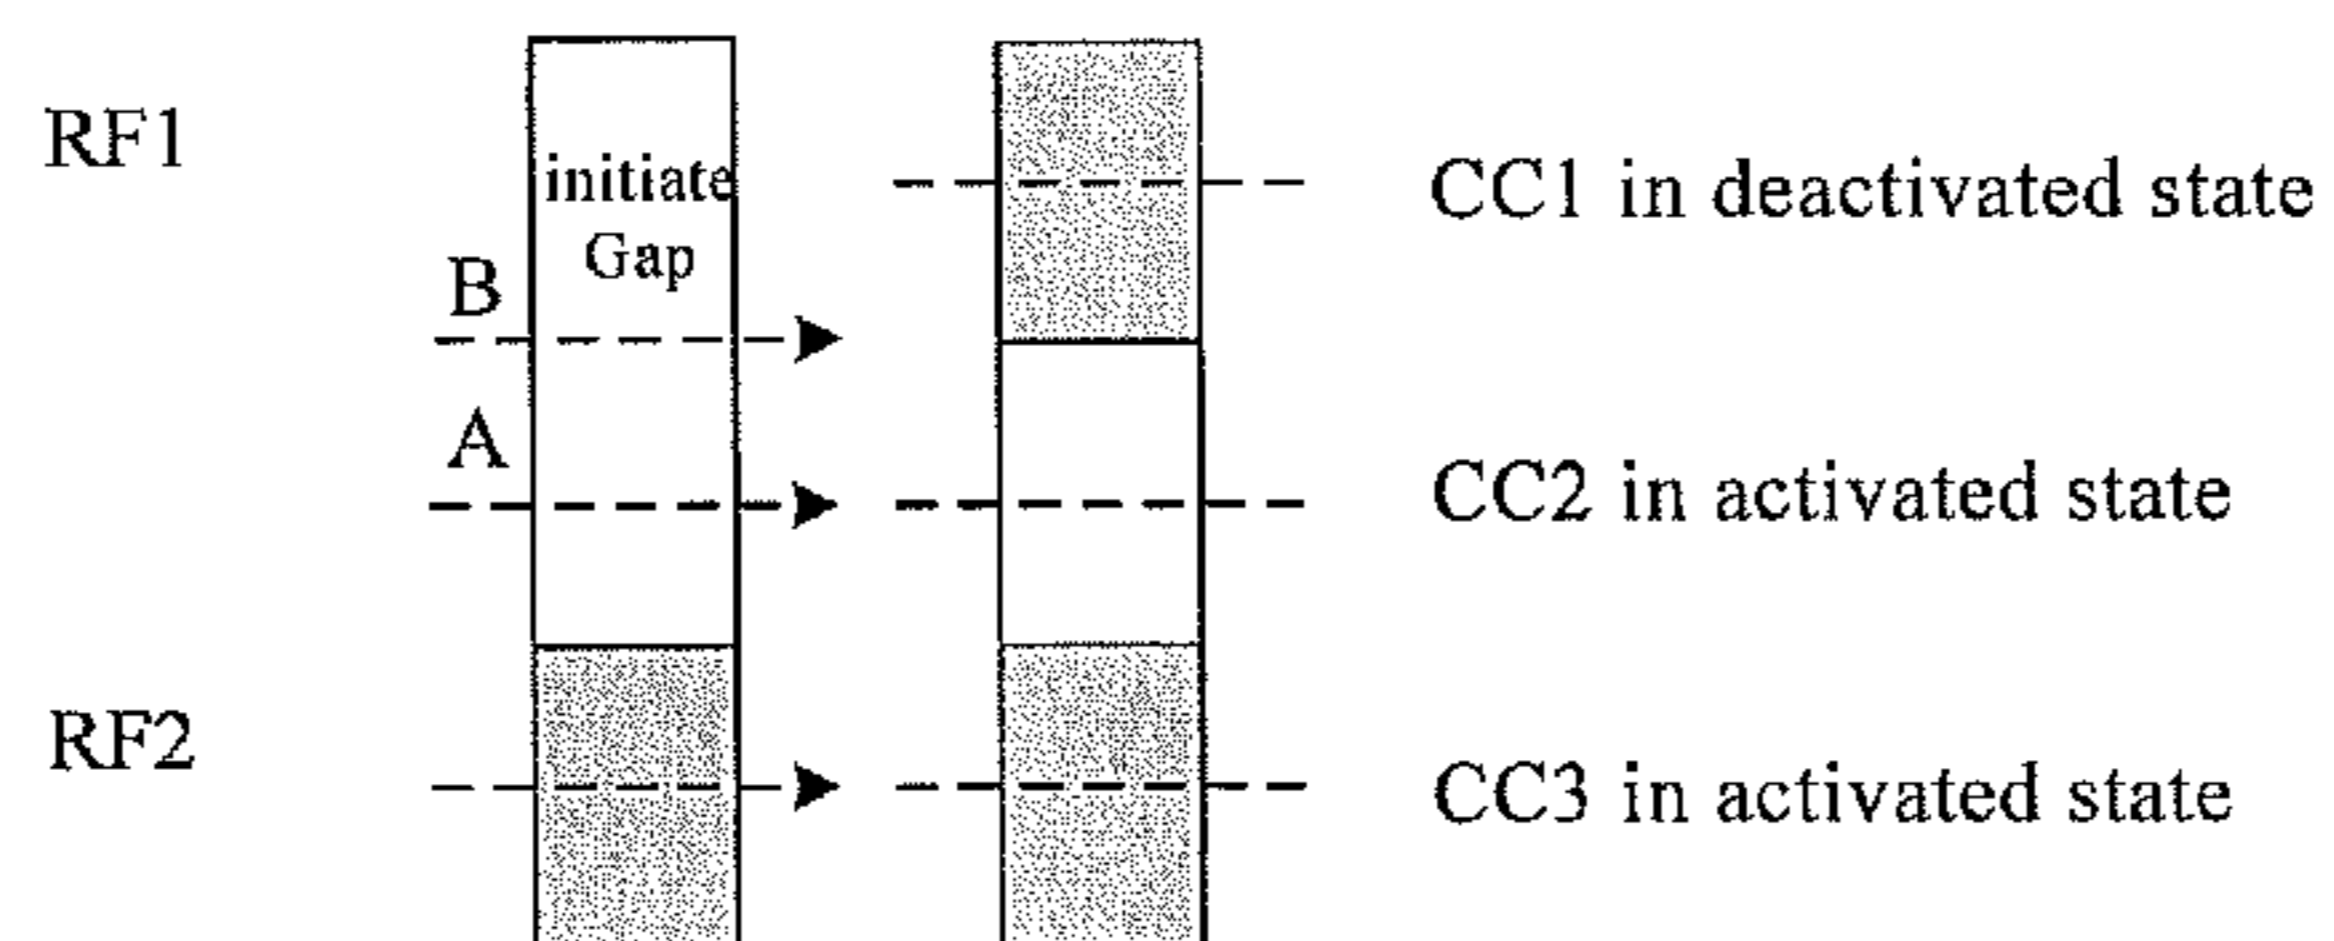 RF1
initiate
Gap
B
A
RF2
CC1 in deactivated state
CC2 in activated state
CC3 in activated state